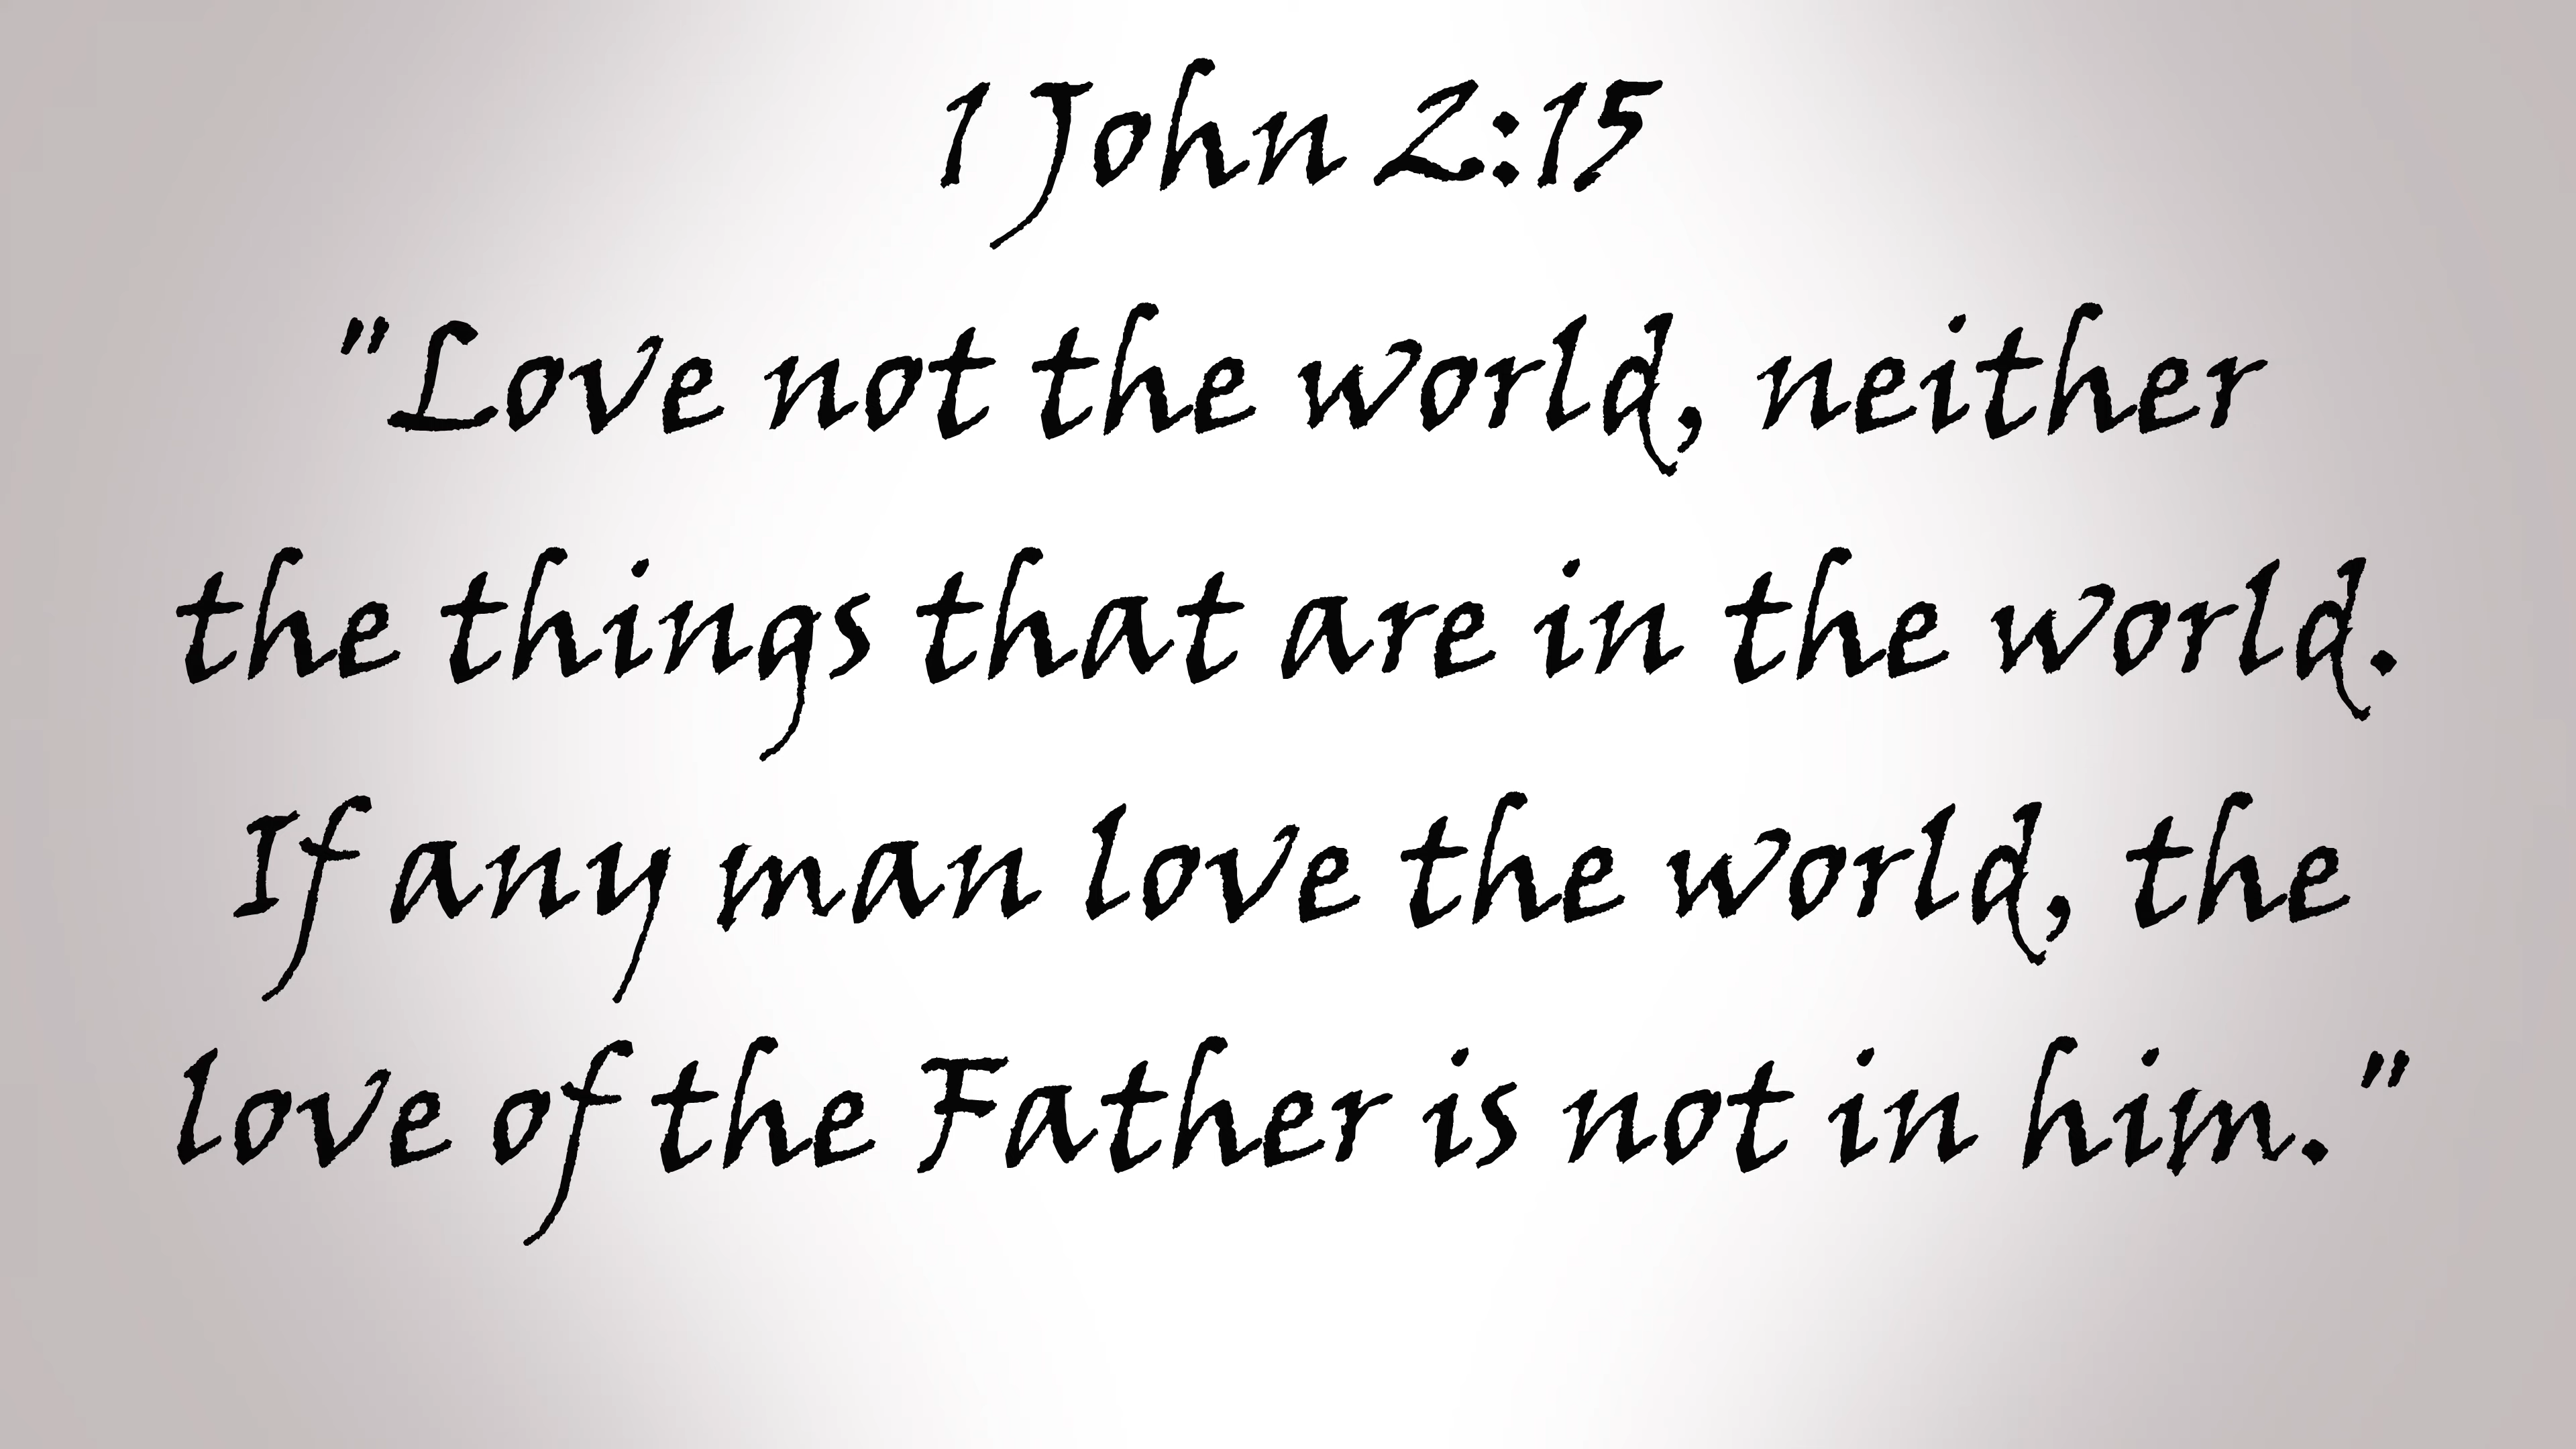 1 John 2:15
"Love not the world, neither
the things that are in the world.
If any man love the world, the
love of the Father is not in him."